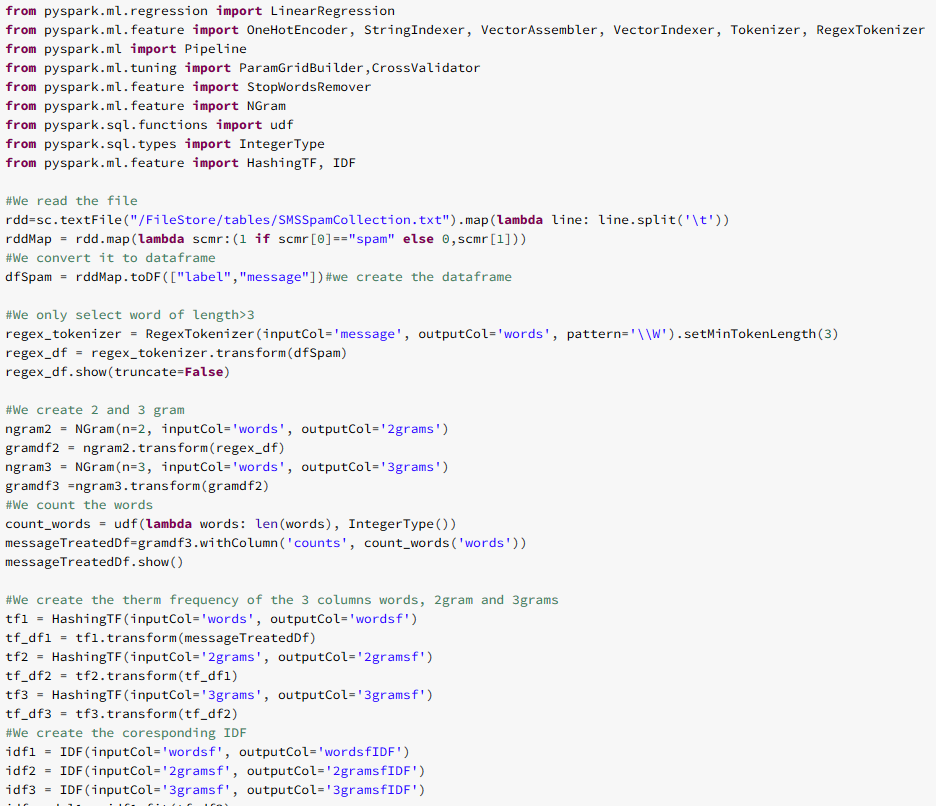 from pyspark.ml.regression import LinearRegression
from pyspark.ml.feature import OneHotEncoder, StringIndexer, VectorAssembler, VectorIndexer, Tokenizer, RegexTokenizer
from pyspark.ml import Pipeline
from pyspark.ml.tuning import ParamGridBuilder,CrossValidator
from pyspark.ml.feature import StopWordsRemover
from pyspark.ml.feature import NGram
from pyspark.sql.functions import udf
from pyspark.sql.types import IntegerType
from pyspark.ml.feature import HashingTF, IDF

#We read the file
rdd=sc.textFile("/FileStore/tables/SMSSpamCollection.txt").map(lambda line: line.split('\t'))
rddMap = rdd.map(lambda scmr:(1 if scmr[0]=="spam" else 0,scmr[1]))
#We convert it to dataframe
dfSpam = rddMap.toDF(["label","message"])#we create the dataframe

#We only select word of length>3
regex_tokenizer = RegexTokenizer(inputCol='message', outputCol='words', pattern='\\W').setMinTokenLength(3)
regex_df = regex_tokenizer.transform(dfSpam)
regex_df.show(truncate=False)

#We create 2 and 3 gram
ngram2 = NGram(n=2, inputCol='words', outputCol='2grams')
gramdf2 = ngram2.transform(regex_df)
ngram3 = NGram(n=3, inputCol='words', outputCol='3grams')
gramdf3 =ngram3.transform(gramdf2)
#We count the words
count_words = udf(lambda words: len(words), IntegerType())
messageTreatedDf=gramdf3.withColumn('counts', count_words('words'))
messageTreatedDf.show()

#We create the therm frequency of the 3 columns words, 2gram and 3grams
tf1 = HashingTF(inputCol='words', outputCol='wordsf')
tf_df1 = tf1.transform(messageTreatedDf)
tf2 = HashingTF(inputCol='2grams', outputCol='2gramsf')
tf_df2 = tf2.transform(tf_df1)
tf3 = HashingTF(inputCol='3grams', outputCol='3gramsf')
tf_df3 = tf3.transform(tf_df2)
#We create the coresponding IDF
idf1 = IDF(inputCol='wordsf', outputCol='wordsfIDF')
idf2 = IDF(inputCol='2gramsf', outputCol='2gramsfIDF')
idf3 = IDF(inputCol='3gramsf', outputCol='3gramsfIDF')